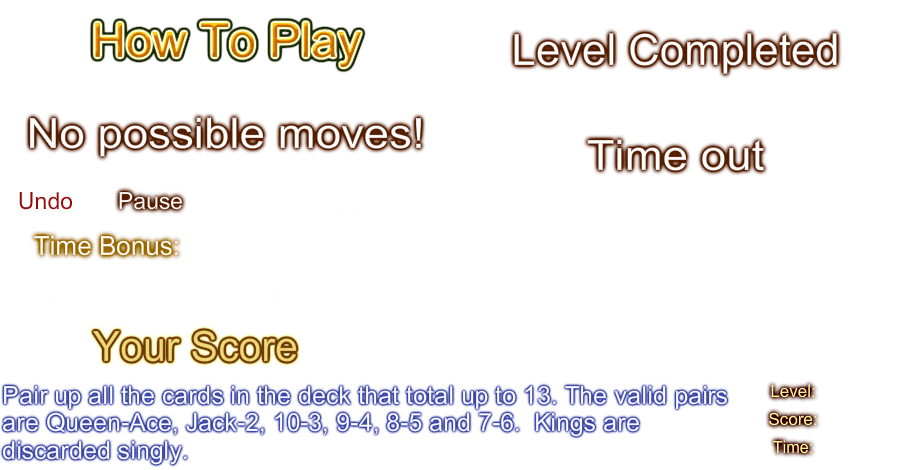 How To Play
Level Completed
No possible moves!
Time out
Undo
Pause
Time Bonus:
Your Score
Pair up all the cards in the deck that total up to 13. The valid pairs
are Queen-Ace, Jack-2, 10-3, 9-4, 8-5 and 7-6.  Kings are
discarded singly.
Level:
Score:
Time: